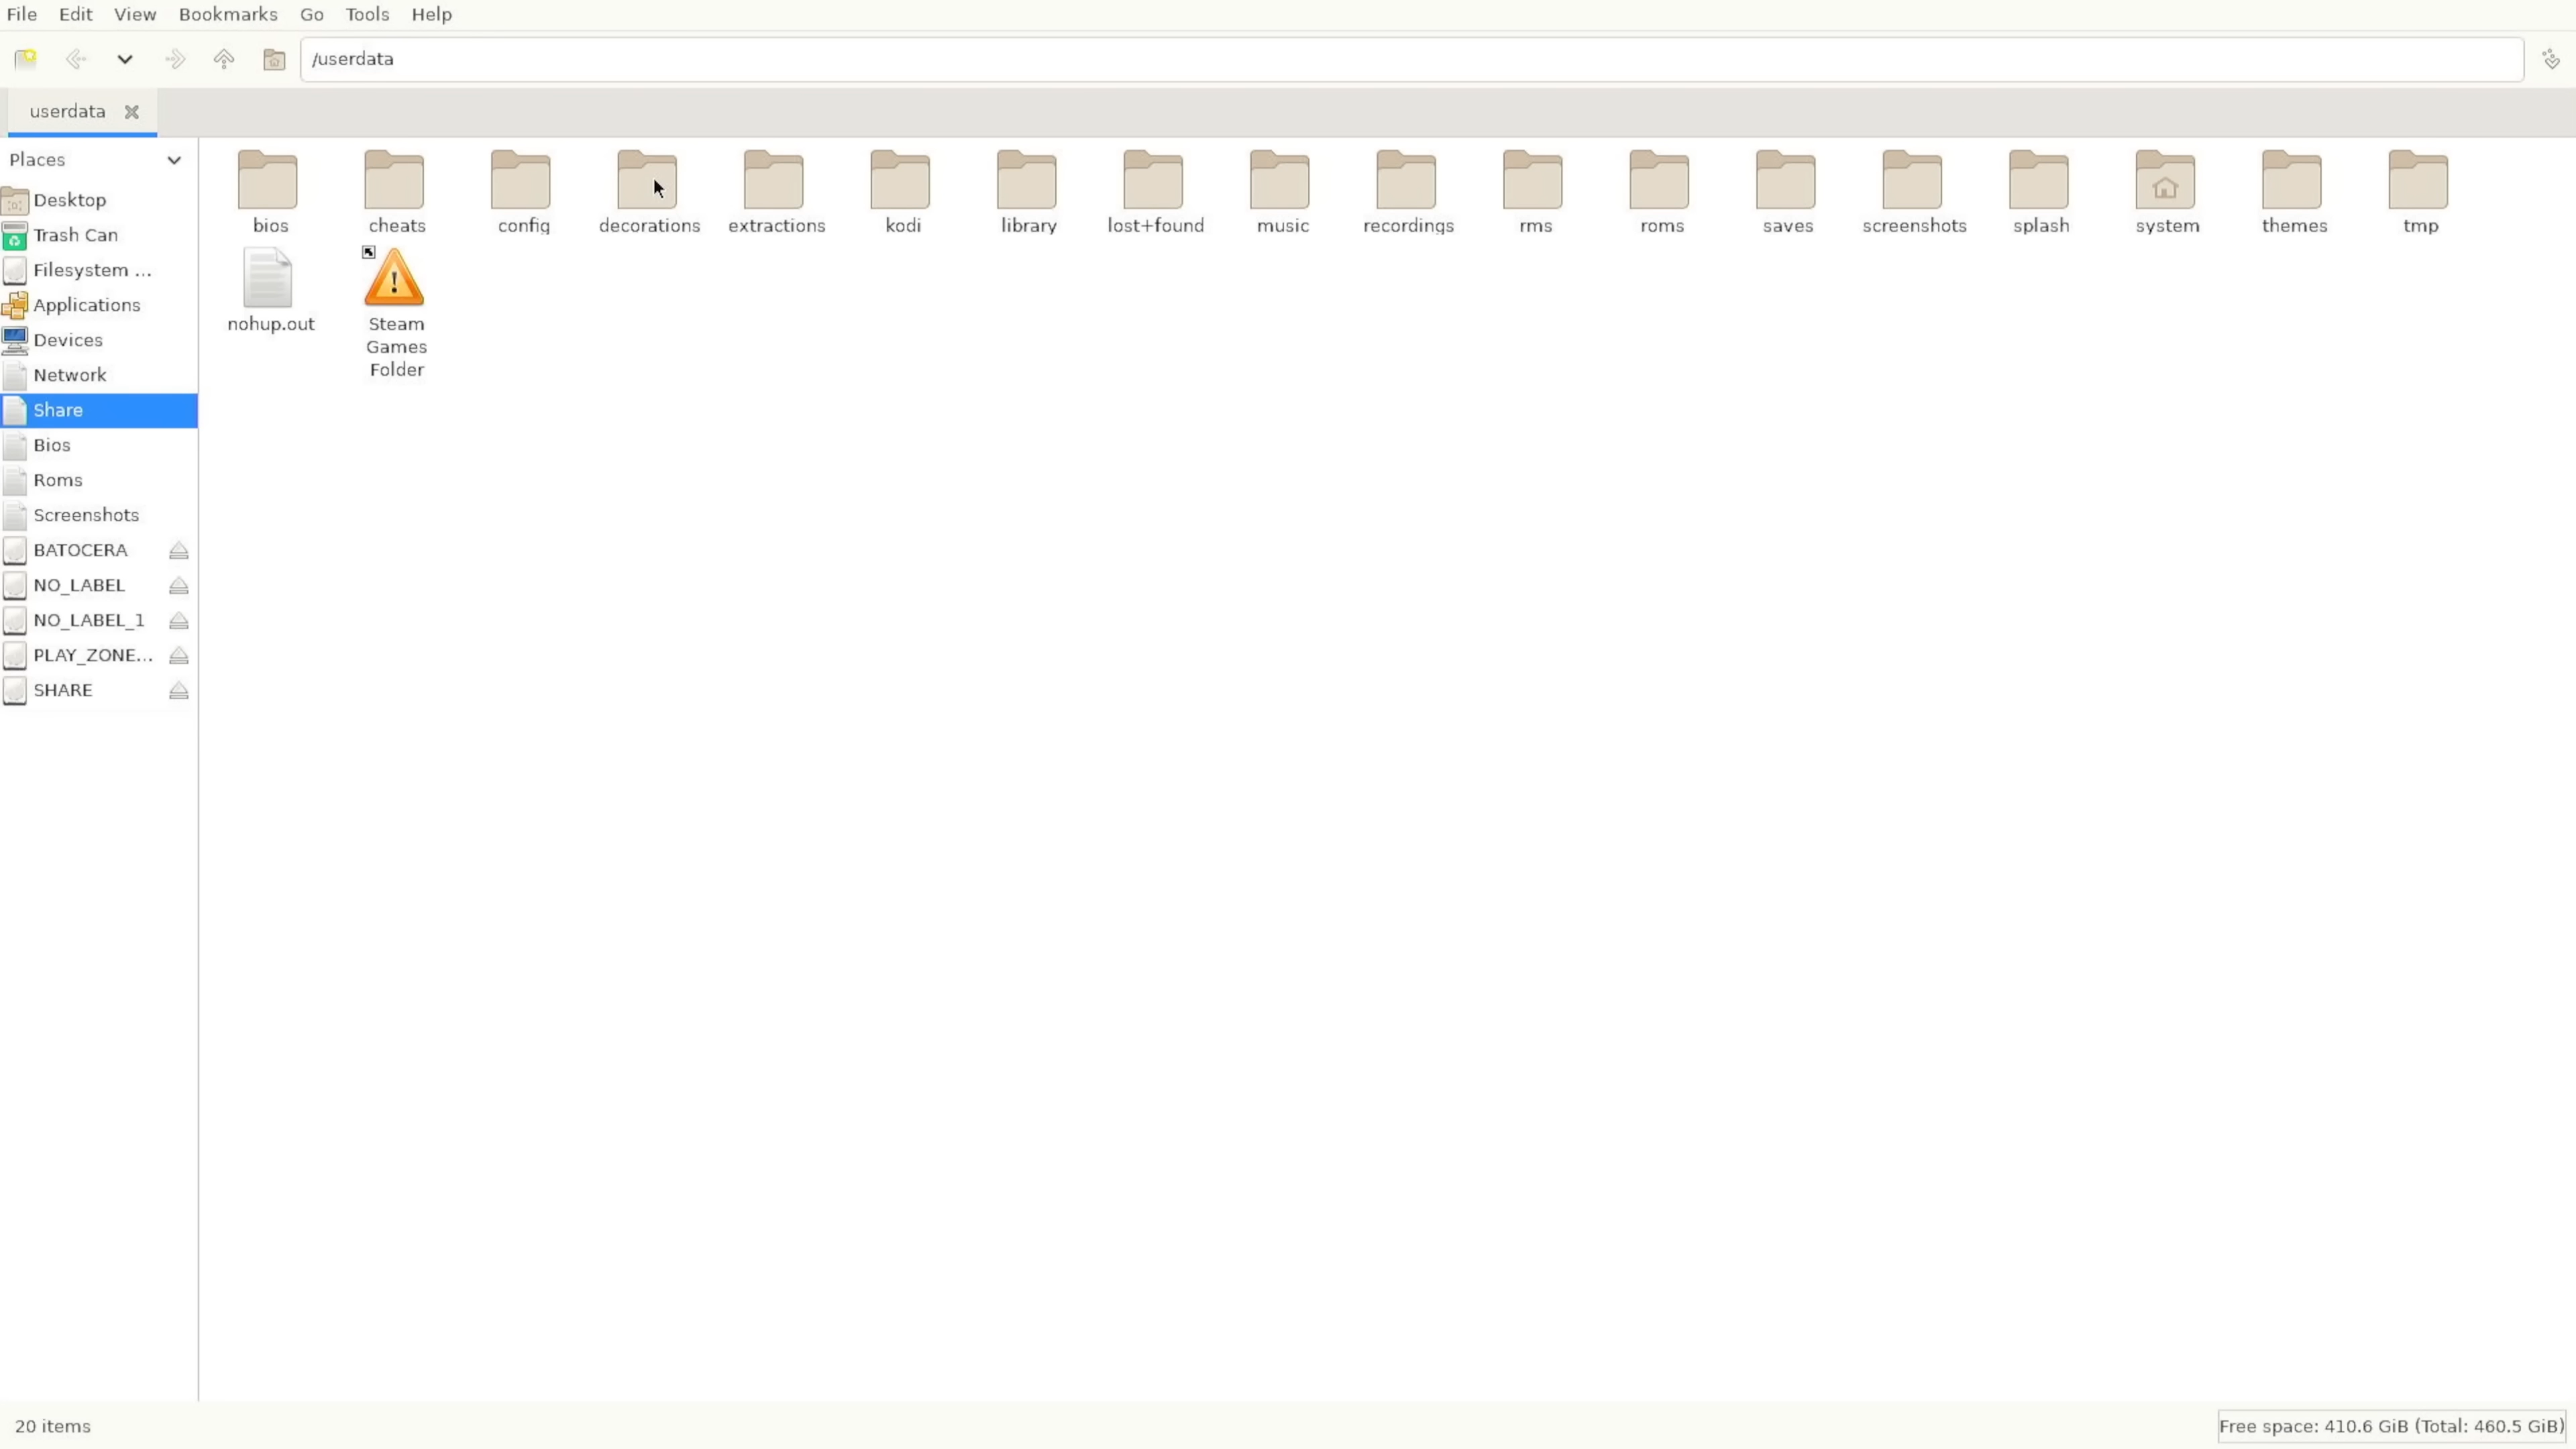 File Edit View Bookmarks Go Tools Help
/userdata
userdata
Places
Desktop
Trash Can
Filesystem ...
Applications
Devices
Network
Share
Bios
Roms
Screenshots
BATOCERA
NO_LABEL
NO_LABEL_1
PLAY_ZONE...
SHARE
bios cheats config decorations extractions kodi library lost+found music recordings rms roms saves screenshots splash system themes tmp
nohup.out Steam
Games
Folder
20 items
Free space: 410.6 GiB (Total: 460.5 GiB)